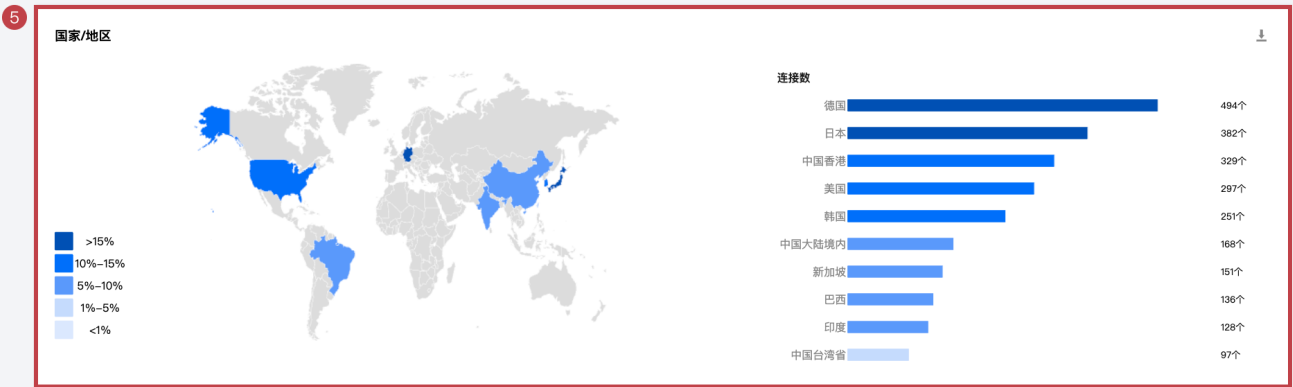 5
国家/地区
>15%
10%–15%
5%–10%
1%–5%
<1%
连接数
德国 494个
日本 382个
中国香港 329个
美国 297个
韩国 251个
中国大陆境内 168个
新加坡 151个
巴西 136个
印度 128个
中国台湾省 97个